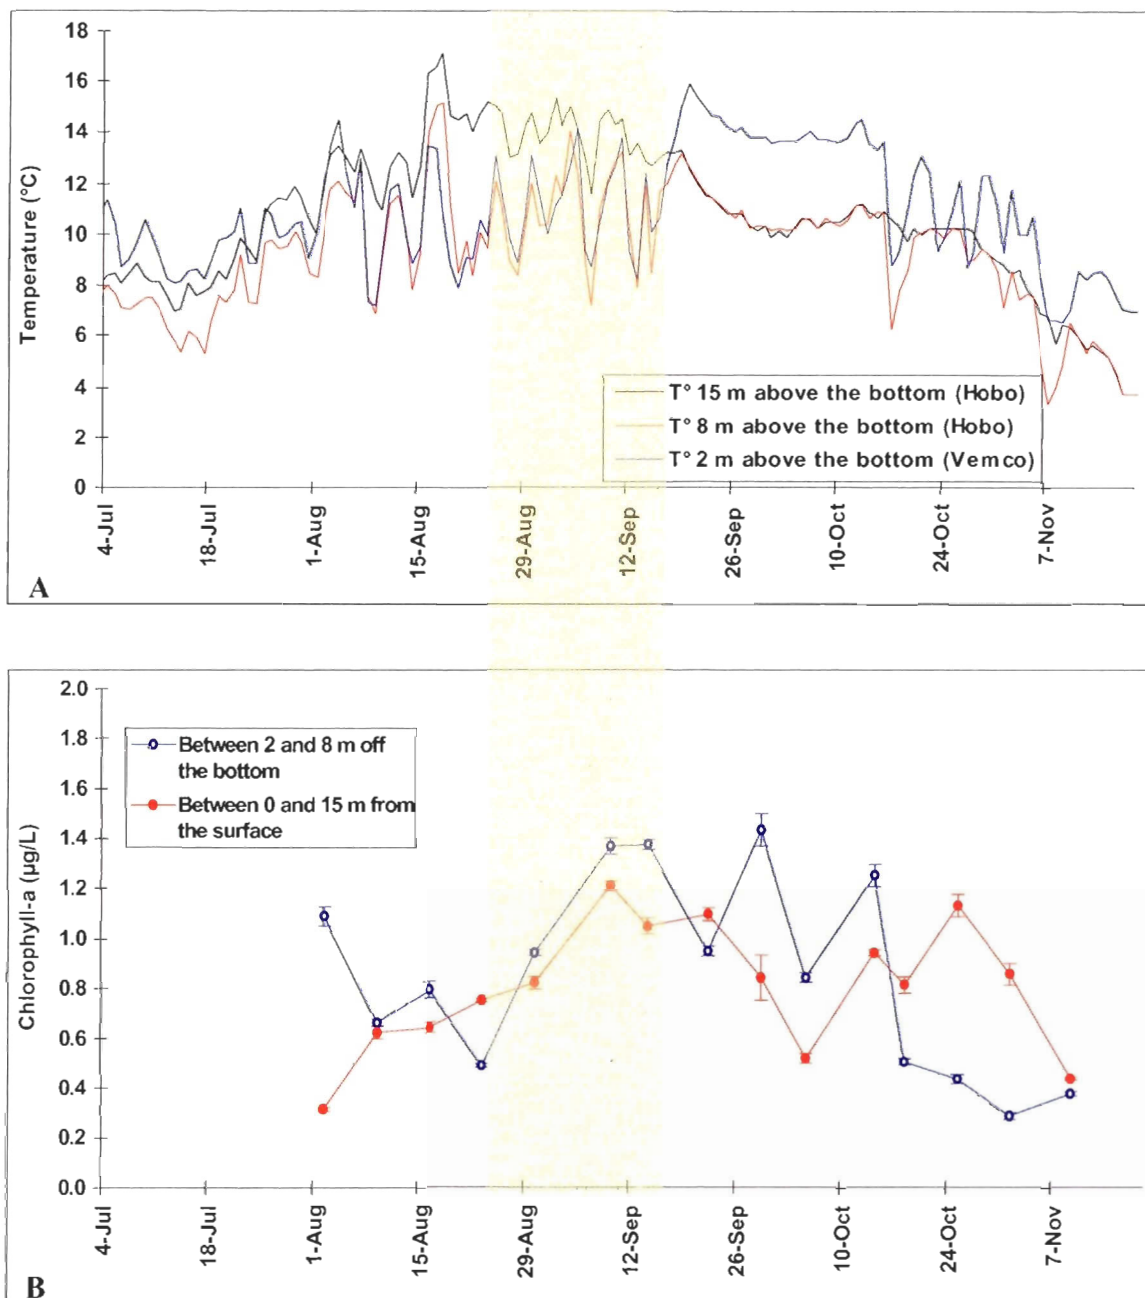 Temperature (°C)
18
16
14
12
10
8
6
4
2
0
T° 15 m above the bottom (Hobo)
T° 8 m above the bottom (Hobo)
T° 2 m above the bottom (Vemco)
4-Jul
18-Jul
1-Aug
15-Aug
29-Aug
12-Sep
26-Sep
10-Oct
24-Oct
7-Nov
A
Chlorophyll-a (µg/L)
2.0
1.8
1.6
1.4
1.2
1.0
0.8
0.6
0.4
0.2
0.0
Between 2 and 8 m off
the bottom
Between 0 and 15 m from
the surface
4-Jul
18-Jul
1-Aug
15-Aug
29-Aug
12-Sep
26-Sep
10-Oct
24-Oct
7-Nov
B